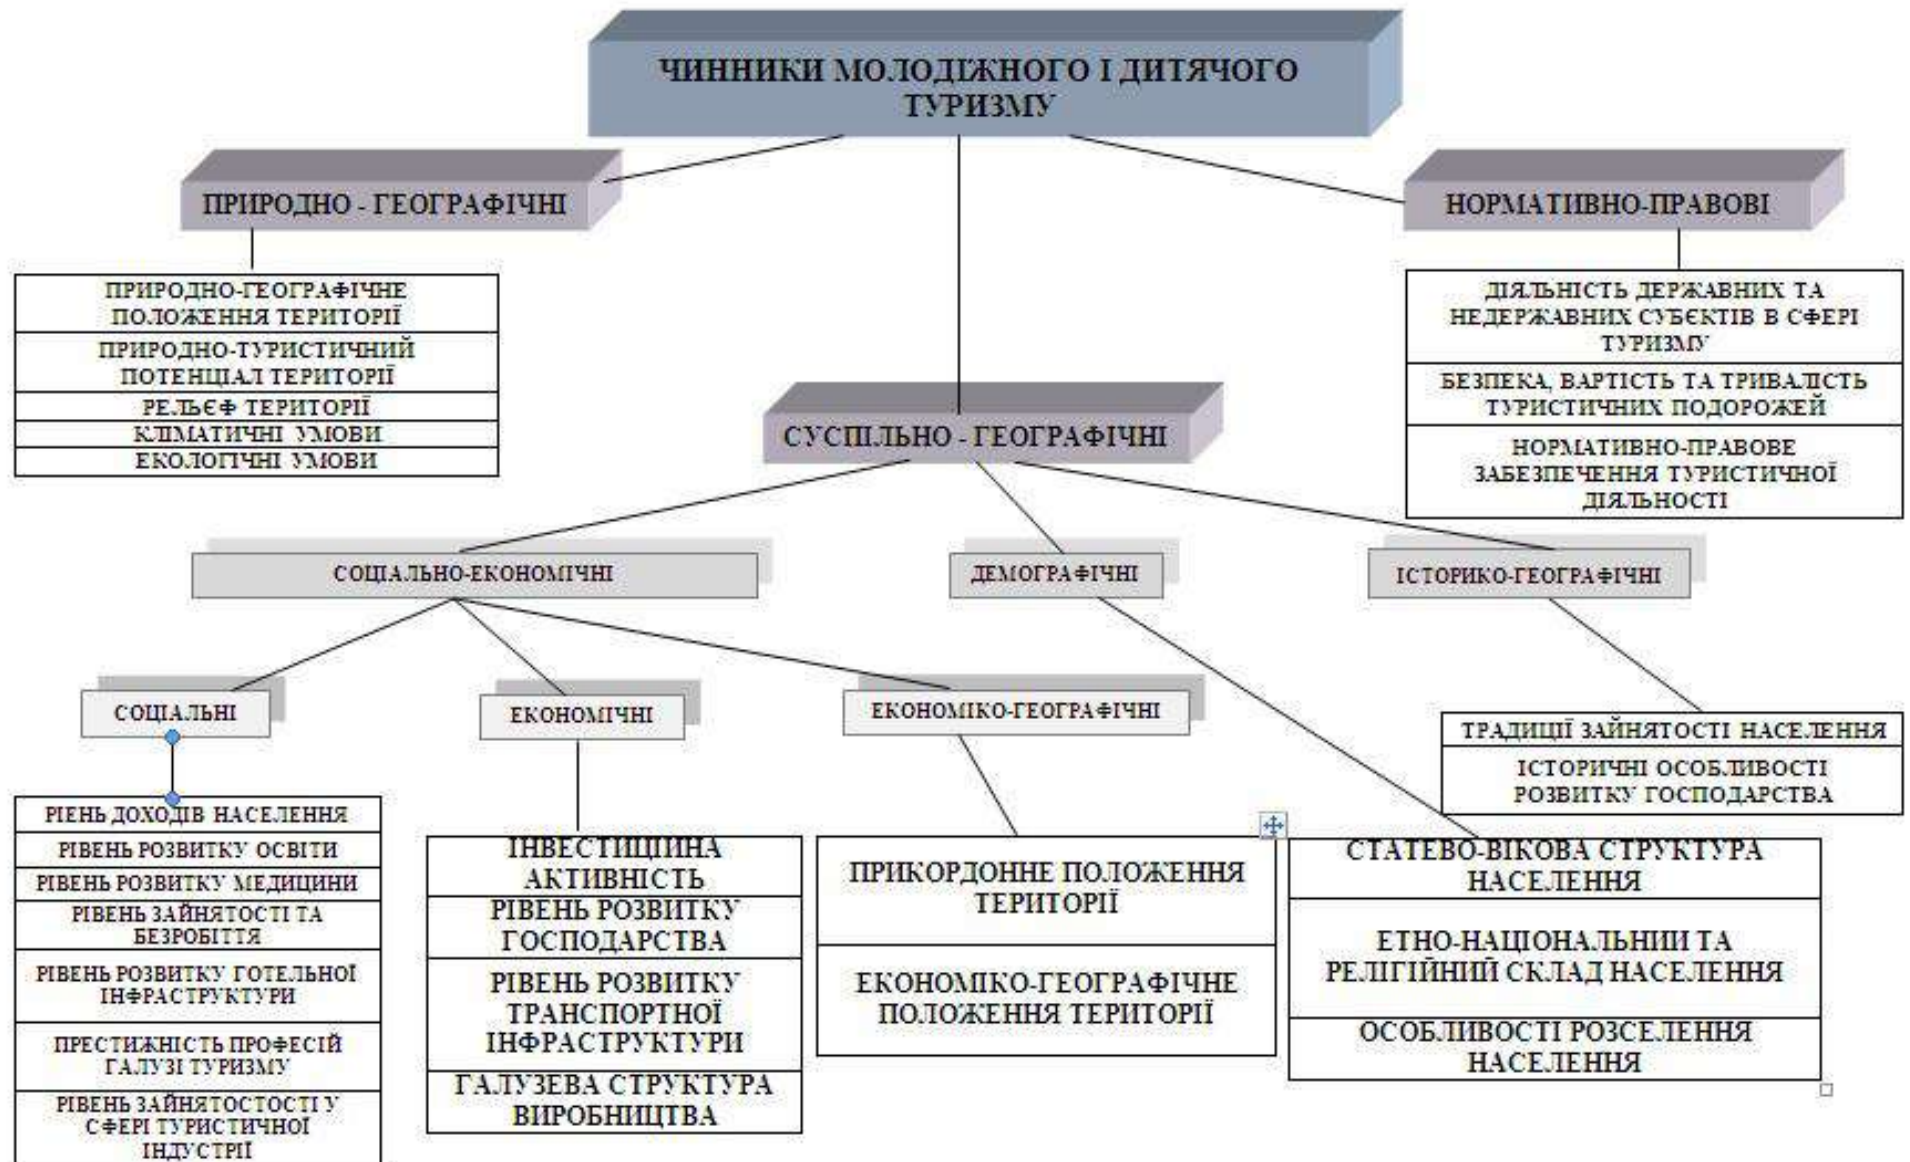 ЧИННИКИ МОЛОДІЖНОГО І ДИТЯЧОГО
ТУРИЗМУ
ПРИРОДНО - ГЕОГРАФІЧНІ
НОРМАТИВНО-ПРАВОВІ
ПРИРОДНО-ГЕОГРАФІЧНЕ
ПОЛОЖЕННЯ ТЕРИТОРІЇ
ПРИРОДНО-ТУРИСТИЧНИЙ
ПОТЕНЦІАЛ ТЕРИТОРІЇ
РЕЛЬЄФ ТЕРИТОРІЇ
КЛІМАТИЧНІ УМОВИ
ЕКОЛОГІЧНІ УМОВИ
ДІЯЛЬНІСТЬ ДЕРЖАВНИХ ТА
НЕДЕРЖАВНИХ СУБЄКТІВ В СФЕРІ
ТУРИЗМУ
БЕЗПЕКА, ВАРТІСТЬ ТА ТРИВАЛІСТЬ
ТУРИСТИЧНИХ ПОДОРОЖЕЙ
НОРМАТИВНО-ПРАВОВЕ
ЗАБЕЗПЕЧЕННЯ ТУРИСТИЧНОЇ
ДІЯЛЬНОСТІ
СУСПІЛЬНО - ГЕОГРАФІЧНІ
СОЦІАЛЬНО-ЕКОНОМІЧНІ
ДЕМОГРАФІЧНІ
ІСТОРИКО-ГЕОГРАФІЧНІ
СОЦІАЛЬНІ
ЕКОНОМІЧНІ
ЕКОНОМІКО-ГЕОГРАФІЧНІ
ТРАДИЦІЇ ЗАЙНЯТОСТІ НАСЕЛЕННЯ
ІСТОРИЧНІ ОСОБЛИВОСТІ
РОЗВИТКУ ГОСПОДАРСТВА
РІЕНЬ ДОХОДІВ НАСЕЛЕННЯ
РІВЕНЬ РОЗВИТКУ ОСВІТИ
РІВЕНЬ РОЗВИТКУ МЕДИЦИНИ
РІВЕНЬ ЗАЙНЯТОСТІ ТА
БЕЗРОБІТТЯ
РІВЕНЬ РОЗВИТКУ ГОТЕЛЬНОЇ
ІНФРАСТРУКТУРИ
ПРЕСТИЖНІСТЬ ПРОФЕСІЙ
ГАЛУЗІ ТУРИЗМУ
РІВЕНЬ ЗАЙНЯТОСТОСТІ У
СФЕРІ ТУРИСТИЧНОЇ
ІНДУСТРІЇ
ІНВЕСТИЦІЙНА
АКТИВНІСТЬ
РІВЕНЬ РОЗВИТКУ
ГОСПОДАРСТВА
РІВЕНЬ РОЗВИТКУ
ТРАНСПОРТНОЇ
ІНФРАСТРУКТУРИ
ГАЛУЗЕВА СТРУКТУРА
ВИРОБНИЦТВА
ПРИКОРДОННЕ ПОЛОЖЕННЯ
ТЕРИТОРІЇ
ЕКОНОМІКО-ГЕОГРАФІЧНЕ
ПОЛОЖЕННЯ ТЕРИТОРІЇ
СТАТЕВО-ВІКОВА СТРУКТУРА
НАСЕЛЕННЯ
ЕТНО-НАЦІОНАЛЬНИИ ТА
РЕЛІГІЙНИЙ СКЛАД НАСЕЛЕННЯ
ОСОБЛИВОСТІ РОЗСЕЛЕННЯ
НАСЕЛЕННЯ